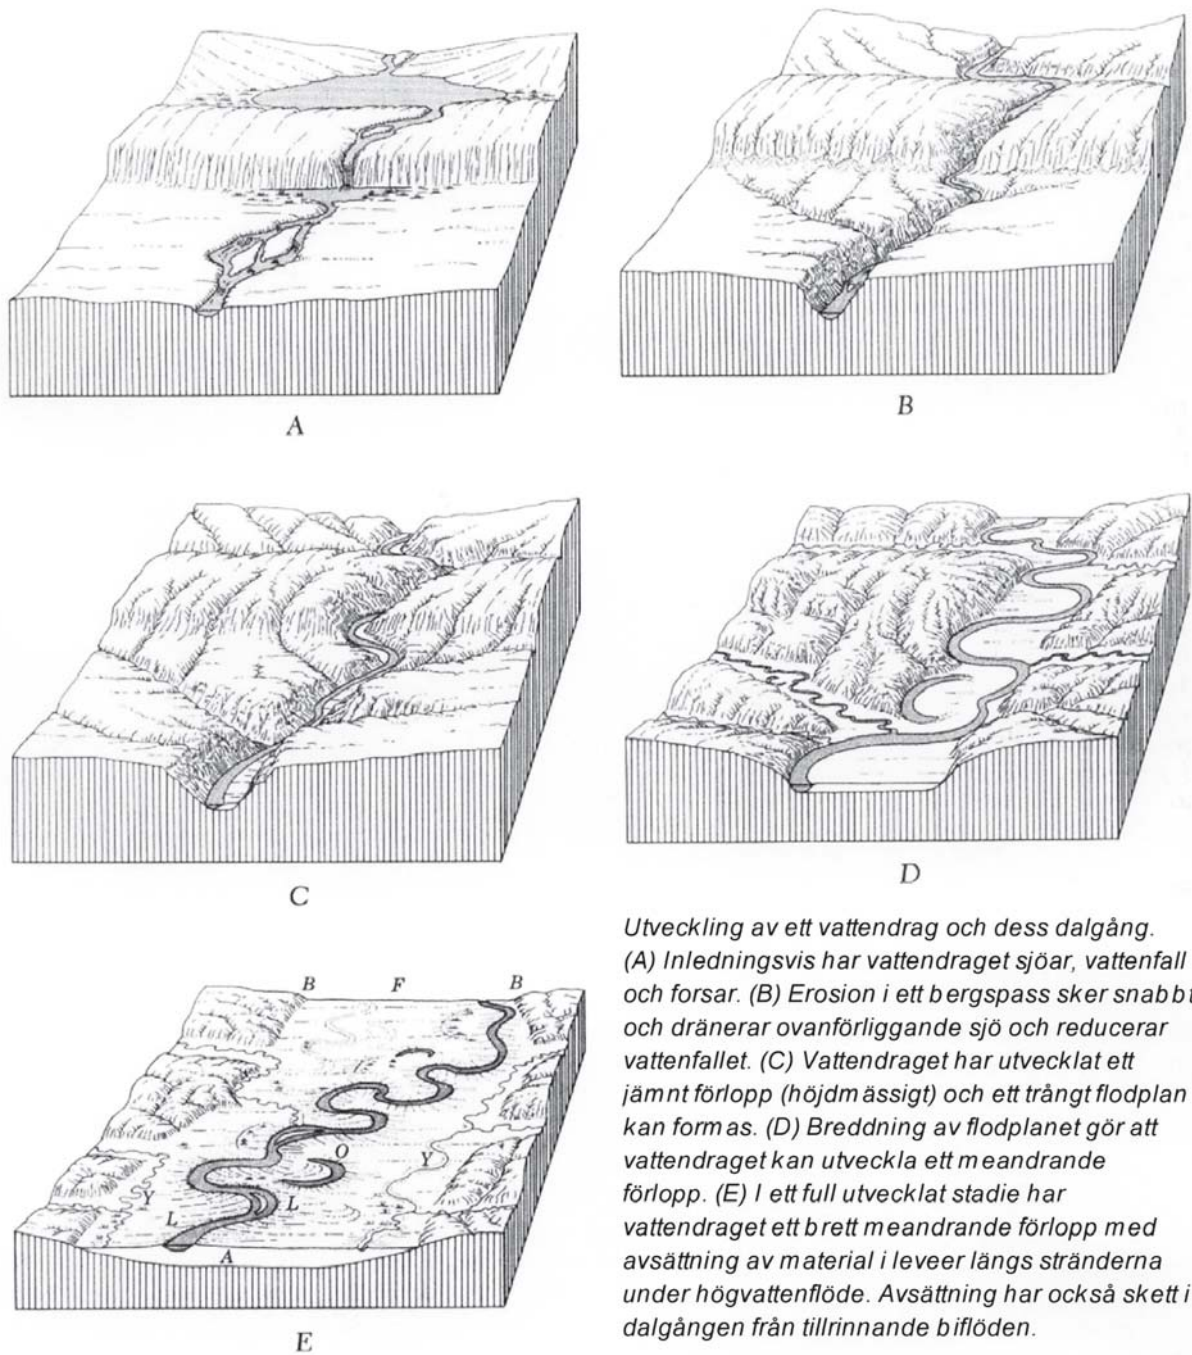 A
B
C
D
B F B
O
Y
Y
L
L
A
E
Utveckling av ett vattendrag och dess dalgång.
(A) Inledningsvis har vattendraget sjöar, vattenfall
och forsar. (B) Erosion i ett bergspass sker snabbt
och dränerar ovanförliggande sjö och reducerar
vattenfallet. (C) Vattendraget har utvecklat ett
jämnt förlopp (höjdmässigt) och ett trångt flodplan
kan formas. (D) Breddning av flodplanet gör att
vattendraget kan utveckla ett meandrande
förlopp. (E) I ett full utvecklat stadie har
vattendraget ett brett meandrande förlopp med
avsättning av material i leveer längs stränderna
under högvattenflöde. Avsättning har också skett i
dalgången från tillrinnande biflöden.